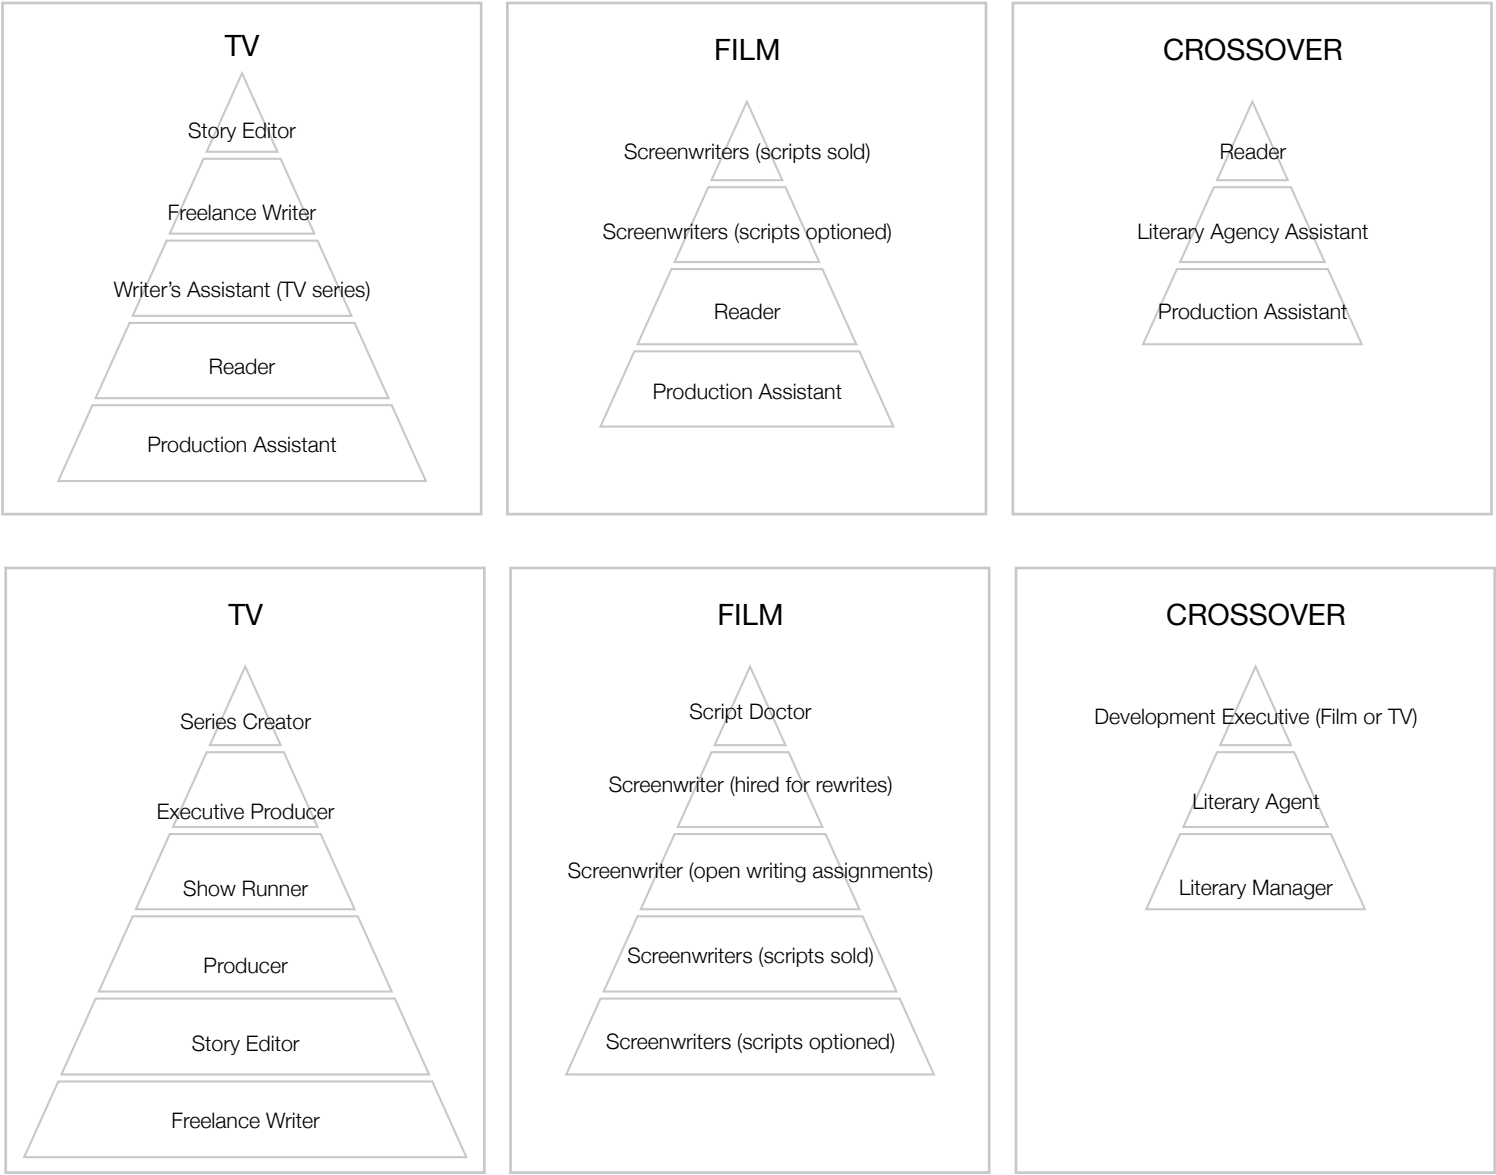 TV
Story Editor
Freelance Writer
Writer’s Assistant (TV series)
Reader
Production Assistant
FILM
Screenwriters (scripts sold)
Screenwriters (scripts optioned)
Reader
Production Assistant
CROSSOVER
Reader
Literary Agency Assistant
Production Assistant
TV
Series Creator
Executive Producer
Show Runner
Producer
Story Editor
Freelance Writer
FILM
Script Doctor
Screenwriter (hired for rewrites)
Screenwriter (open writing assignments)
Screenwriters (scripts sold)
Screenwriters (scripts optioned)
CROSSOVER
Development Executive (Film or TV)
Literary Agent
Literary Manager